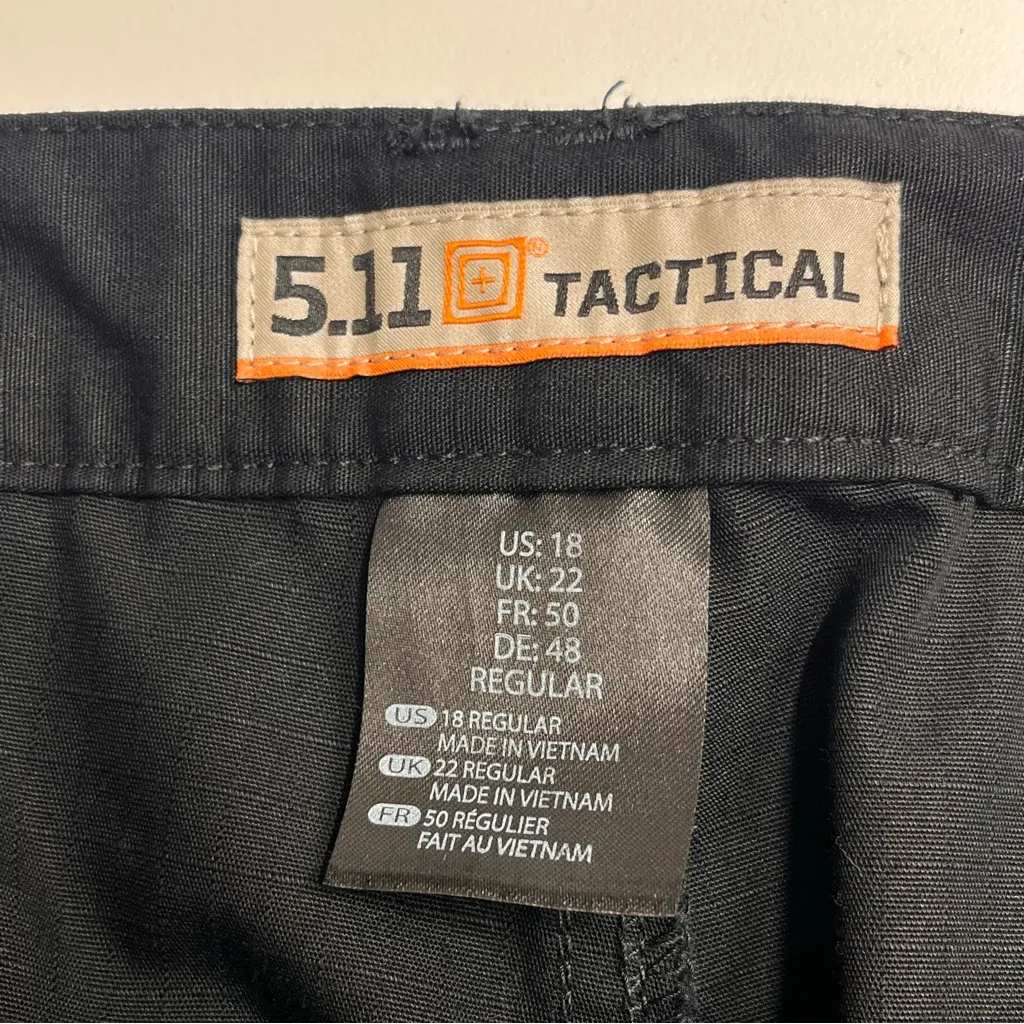 5.11® TACTICAL
US: 18
UK: 22
FR: 50
DE: 48
REGULAR
US 18 REGULAR
MADE IN VIETNAM
UK 22 REGULAR
MADE IN VIETNAM
FR 50 RÉGULIER
FAIT AU VIETNAM